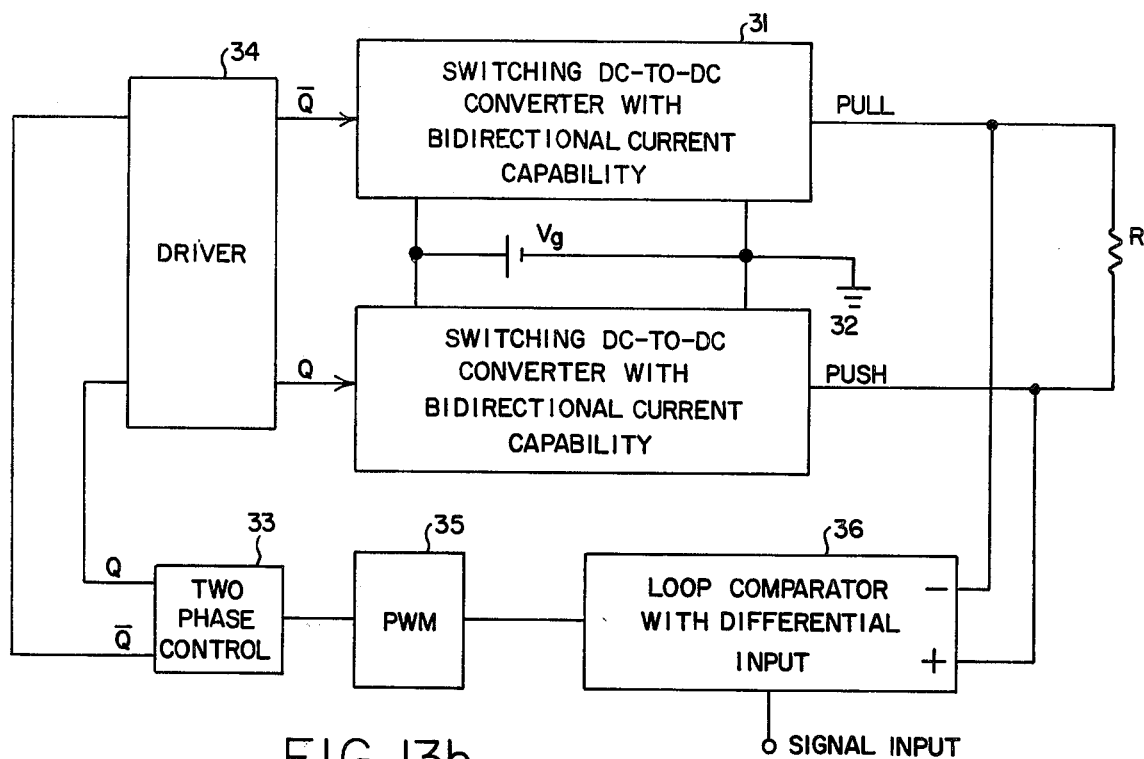 31
34
SWITCHING DC-TO-DC
CONVERTER WITH
BIDIRECTIONAL CURRENT
CAPABILITY
Q̅
PULL
DRIVER
Vg
R
32
SWITCHING DC-TO-DC
CONVERTER WITH
BIDIRECTIONAL CURRENT
CAPABILITY
Q
PUSH
33
35
36
Q
Q̅
TWO
PHASE
CONTROL
PWM
LOOP COMPARATOR
WITH DIFFERENTIAL
INPUT
−
+
SIGNAL INPUT
FIG. 13b